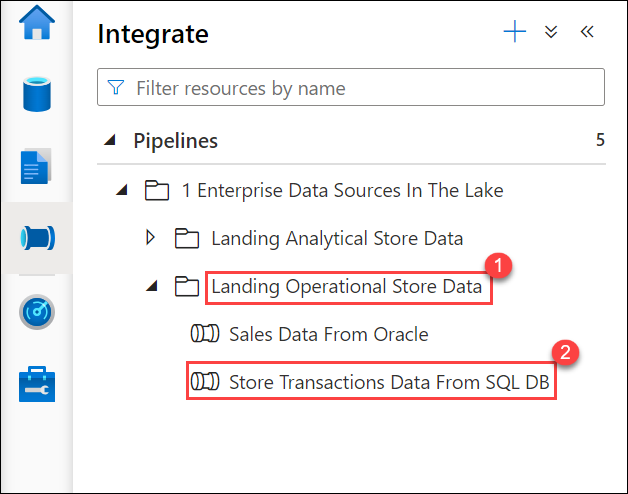 Integrate
Filter resources by name
Pipelines 5
1 Enterprise Data Sources In The Lake
Landing Analytical Store Data
1
Landing Operational Store Data
Sales Data From Oracle
2
Store Transactions Data From SQL DB